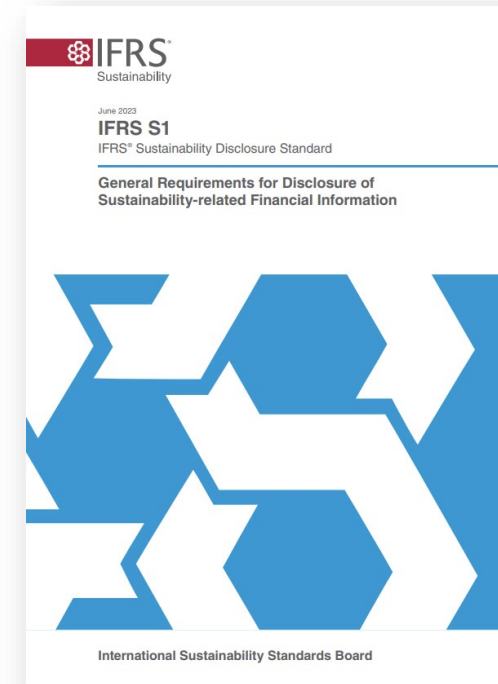 IFRS®
Sustainability
June 2023
IFRS S1
IFRS® Sustainability Disclosure Standard
General Requirements for Disclosure of
Sustainability-related Financial Information
International Sustainability Standards Board